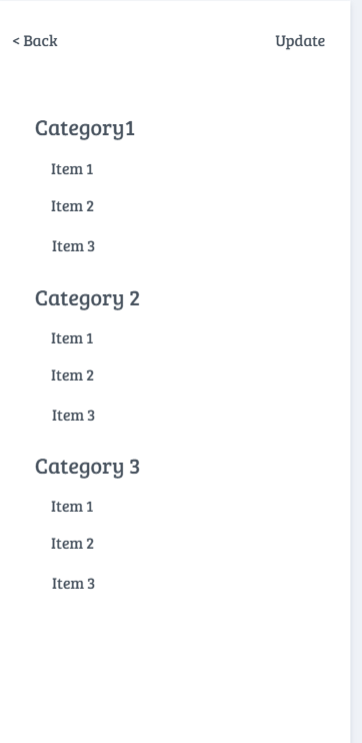 < Back Update
Category1
Item 1
Item 2
Item 3
Category 2
Item 1
Item 2
Item 3
Category 3
Item 1
Item 2
Item 3